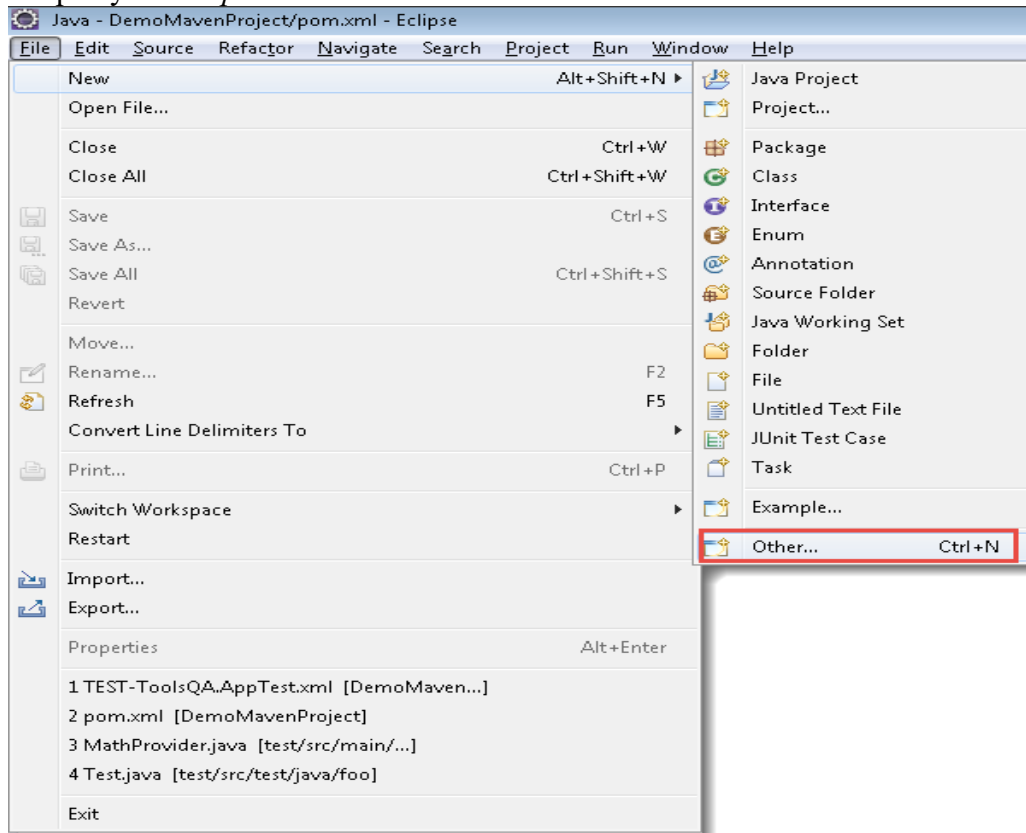 Java - DemoMavenProject/pom.xml - Eclipse
File Edit Source Refactor Navigate Search Project Run Window Help
New Alt+Shift+N
Open File...
Close Ctrl+W
Close All Ctrl+Shift+W
Save Ctrl+S
Save As...
Save All Ctrl+Shift+S
Revert
Move...
Rename... F2
Refresh F5
Convert Line Delimiters To
Print... Ctrl+P
Switch Workspace
Restart
Import...
Export...
Properties Alt+Enter
1 TEST-ToolsQA.AppTest.xml [DemoMaven...]
2 pom.xml [DemoMavenProject]
3 MathProvider.java [test/src/main/...]
4 Test.java [test/src/test/java/foo]
Exit
Java Project
Project...
Package
Class
Interface
Enum
Annotation
Source Folder
Java Working Set
Folder
File
Untitled Text File
JUnit Test Case
Task
Example...
Other... Ctrl+N